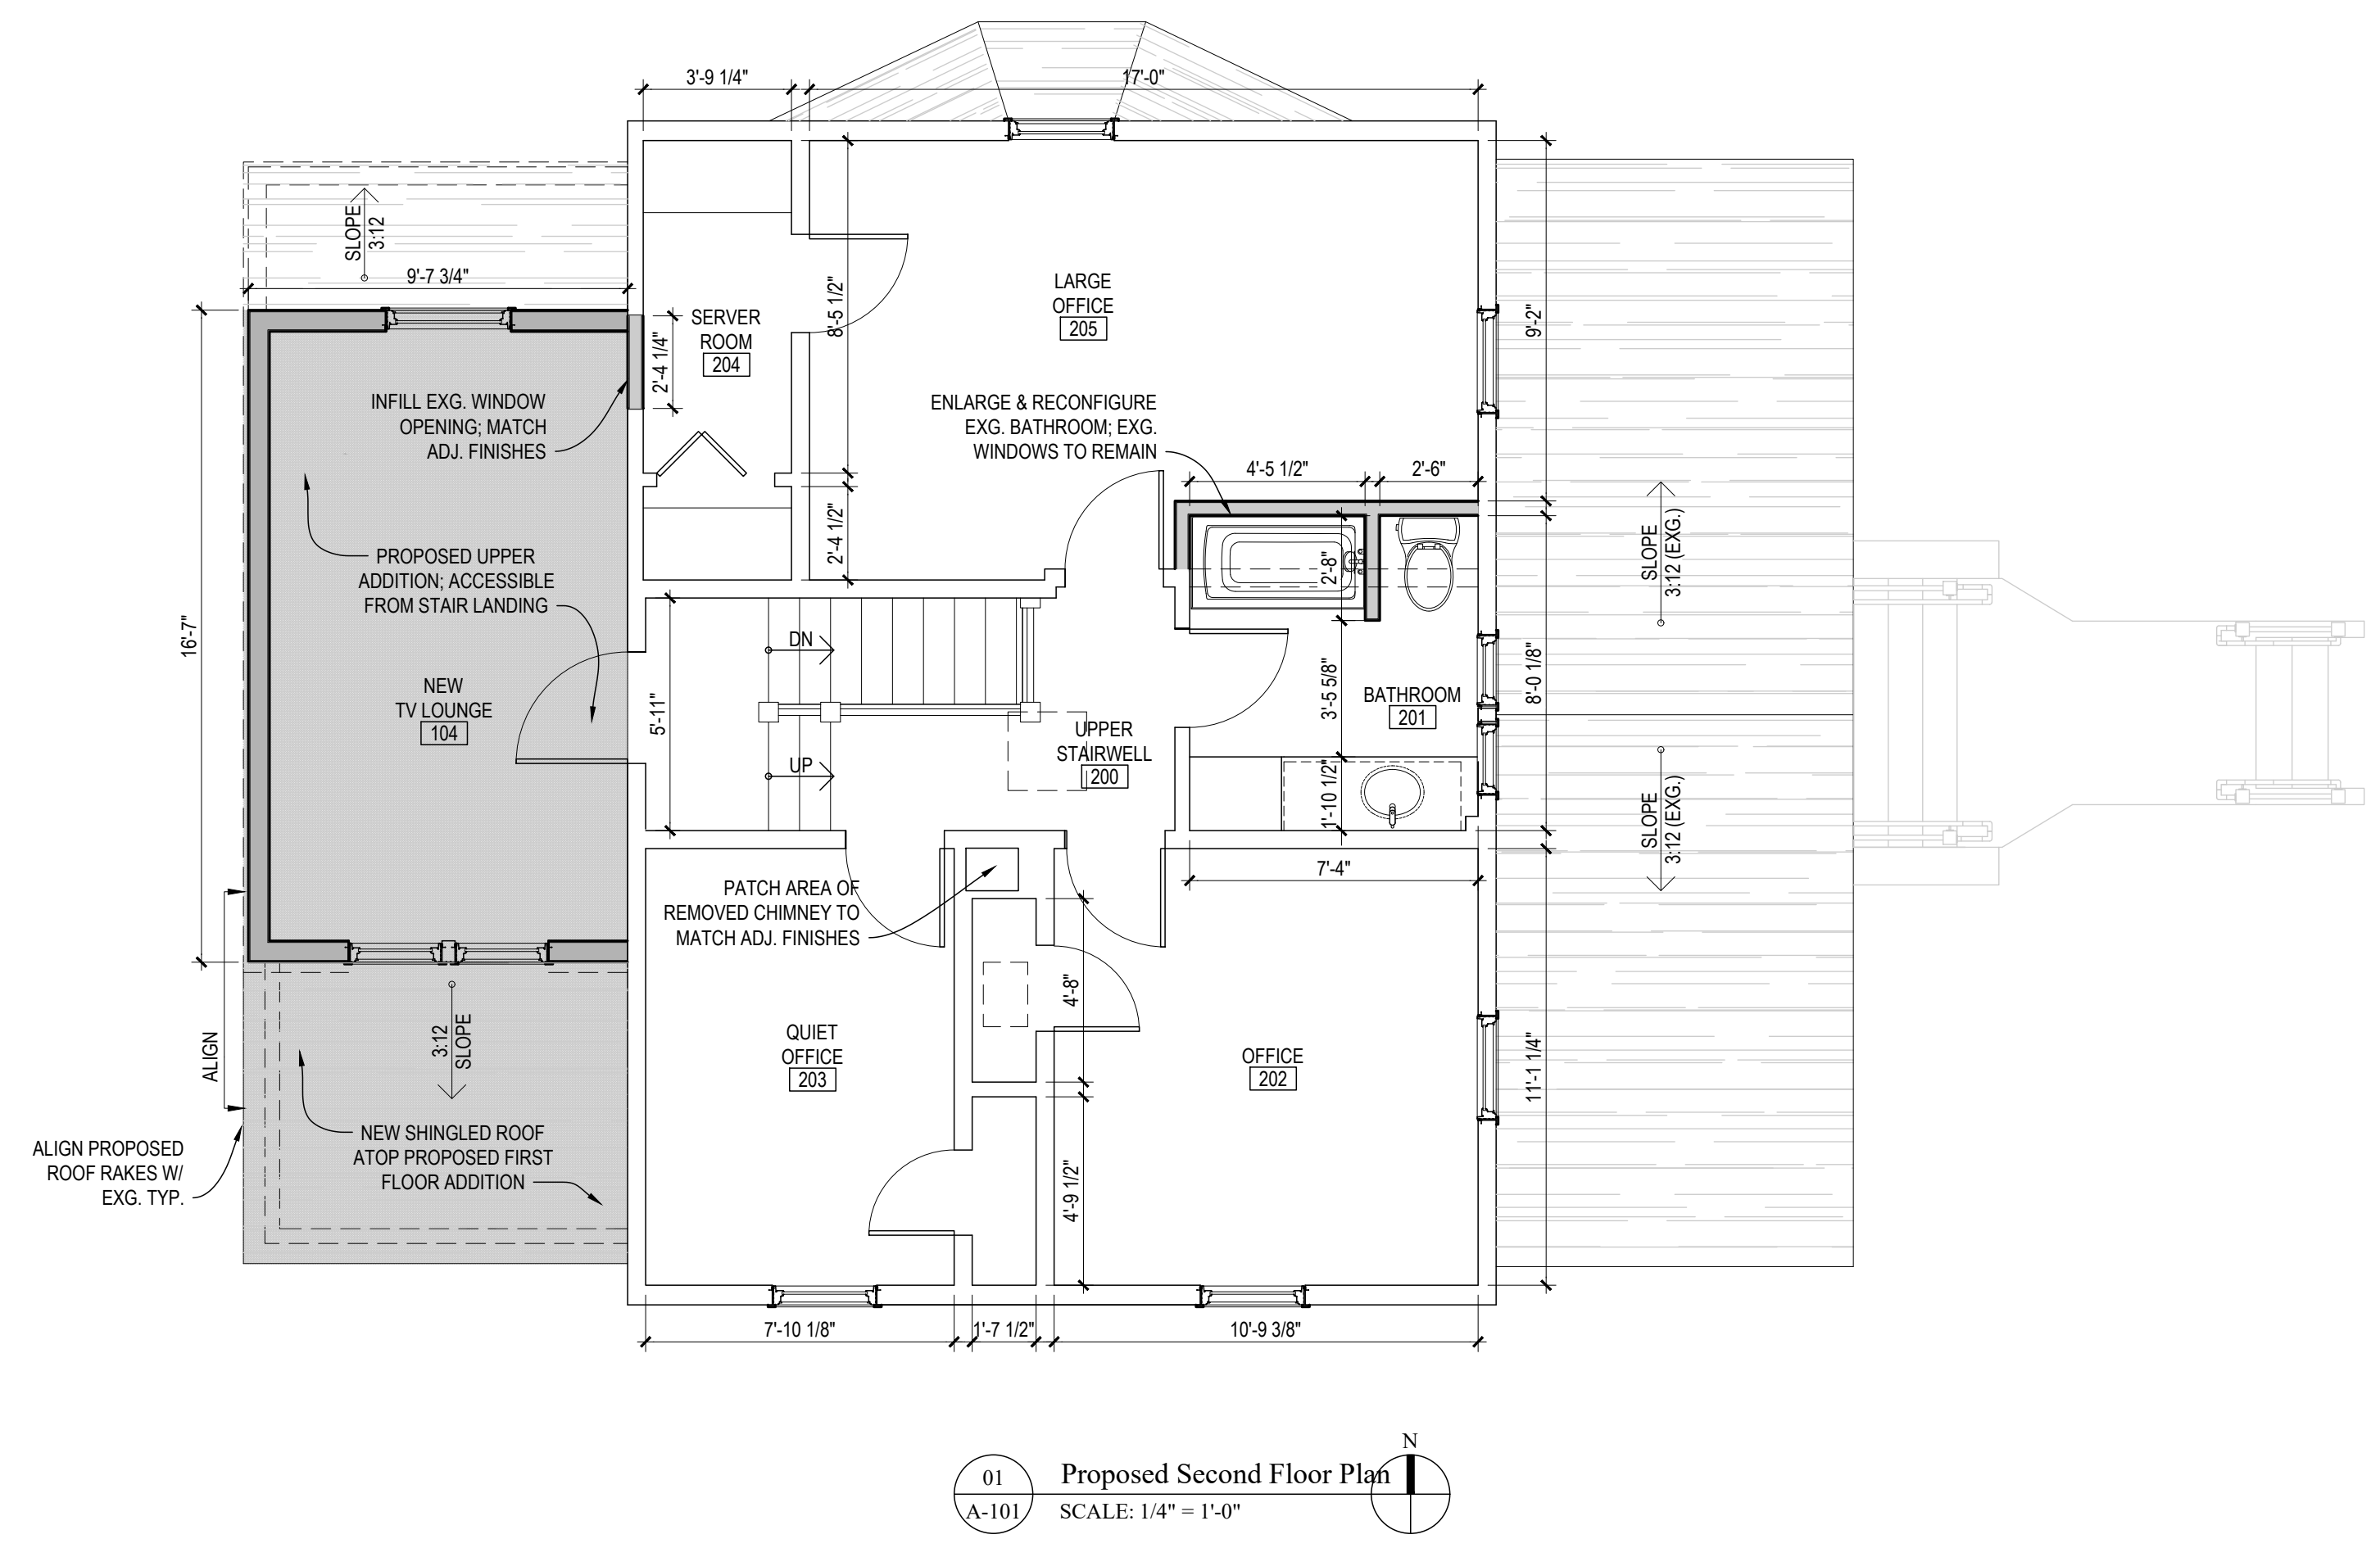 3'-9 1/4"
17'-0"
SLOPE
3:12
9'-7 3/4"
SERVER
ROOM
204
2'-4 1/4"
8'-5 1/2"
2'-4 1/2"
LARGE
OFFICE
205
9'-2"
INFILL EXG. WINDOW
OPENING; MATCH
ADJ. FINISHES
ENLARGE & RECONFIGURE
EXG. BATHROOM; EXG.
WINDOWS TO REMAIN
4'-5 1/2"
2'-6"
PROPOSED UPPER
ADDITION; ACCESSIBLE
FROM STAIR LANDING
16'-7"
NEW
TV LOUNGE
104
5'-11"
DN
UP
UPPER
STAIRWELL
200
2'-8"
3'-5 5/8"
1'-10 1/2"
BATHROOM
201
8'-0 1/8"
SLOPE
3:12 (EXG.)
SLOPE
3:12 (EXG.)
7'-4"
PATCH AREA OF
REMOVED CHIMNEY TO
MATCH ADJ. FINISHES
4'-8"
4'-9 1/2"
QUIET
OFFICE
203
OFFICE
202
11'-1 1/4"
ALIGN
3:12
SLOPE
ALIGN PROPOSED
ROOF RAKES W/
EXG. TYP.
NEW SHINGLED ROOF
ATOP PROPOSED FIRST
FLOOR ADDITION
7'-10 1/8"
1'-7 1/2"
10'-9 3/8"
N
01
Proposed Second Floor Plan
A-101
SCALE: 1/4" = 1'-0"